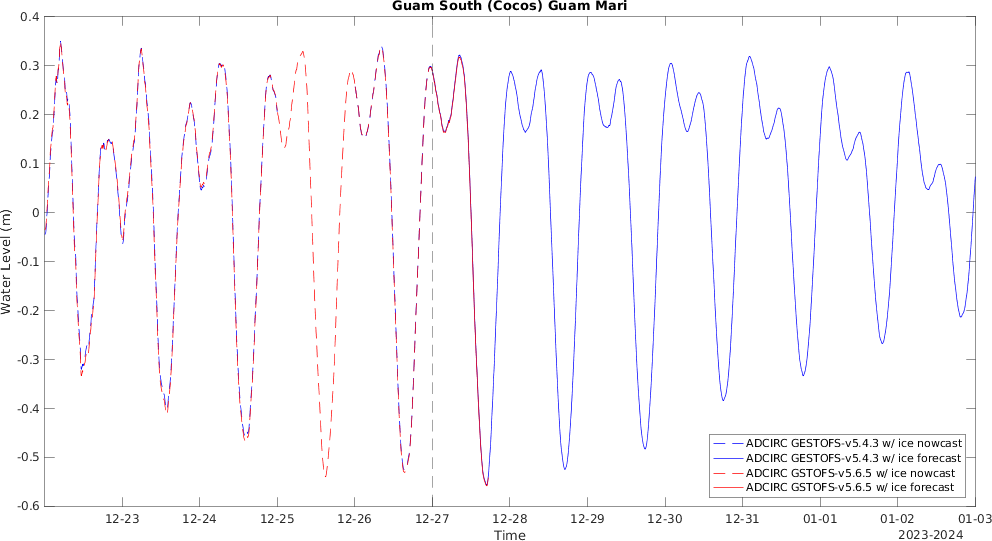 Guam South (Cocos) Guam Mari
0.4
0.3
0.2
0.1
0
-0.1
-0.2
-0.3
-0.4
-0.5
-0.6
Water Level (m)
12-23 12-24 12-25 12-26 12-27 12-28 12-29 12-30 12-31 01-01 01-02 01-03
Time
2023-2024
ADCIRC GESTOFS-v5.4.3 w/ ice nowcast
ADCIRC GESTOFS-v5.4.3 w/ ice forecast
ADCIRC GSTOFS-v5.6.5 w/ ice nowcast
ADCIRC GSTOFS-v5.6.5 w/ ice forecast